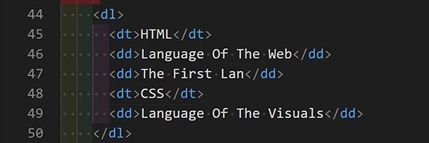 44 <dl>
45 <dt>HTML</dt>
46 <dd>Language Of The Web</dd>
47 <dd>The First Lan</dd>
48 <dt>CSS</dt>
49 <dd>Language Of The Visuals</dd>
50 </dl>